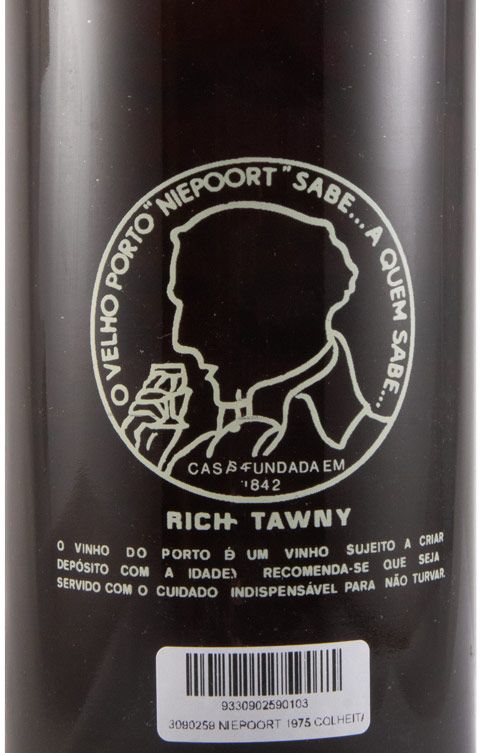 O VELHO PORTO "NIEPOORT" SABE... A QUEM SABE...
CASA FUNDADA EM
1842
RICH TAWNY
O VINHO DO PORTO É UM VINHO SUJEITO A CRIAR
DEPÓSITO COM A IDADE. RECOMENDA-SE QUE SEJA
SERVIDO COM O CUIDADO INDISPENSÁVEL PARA NÃO TURVAR.
9330902590103
3090259 NIEPOORT 1975 COLHEITA